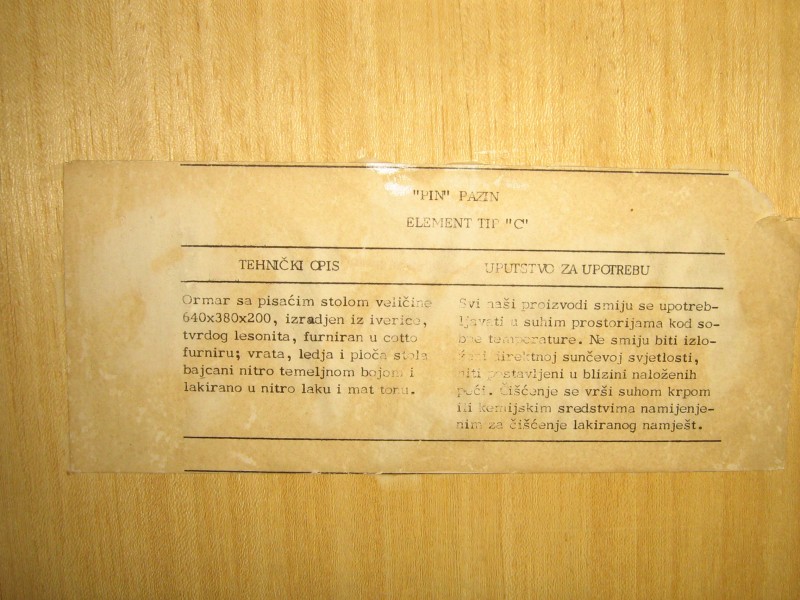 "PIN" PAZIN
ELEMENT TIP "C"
TEHNIČKI OPIS
Ormar sa pisaćim stolom veličine
640x380x200, izradjen iz iverice,
tvrdog lesonita, furniran u cotto
furniru; vrata, ledja i ploča stola
bajcani nitro temeljnom bojom i
lakirano u nitro laku i mat tonu.
UPUTSTVO ZA UPOTREBU
Svi naši proizvodi smiju se upotreb-
ljavati u suhim prostorijama kod so-
bne temperature. Ne smiju biti izlo-
ženi direktnoj sunčevoj svjetlosti,
niti postavljeni u blizini naloženih
peći. Čišćenje se vrši suhom krpom
ili kemijskim sredstvima namijenje-
nim za čišćenje lakiranog namješt.